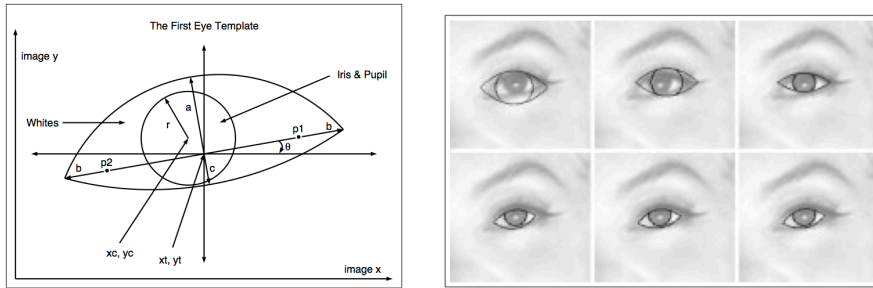 The First Eye Template
image y
Iris & Pupil
Whites
a
r
p1
b
θ
b
p2
c
xc, yc
xt, yt
image x